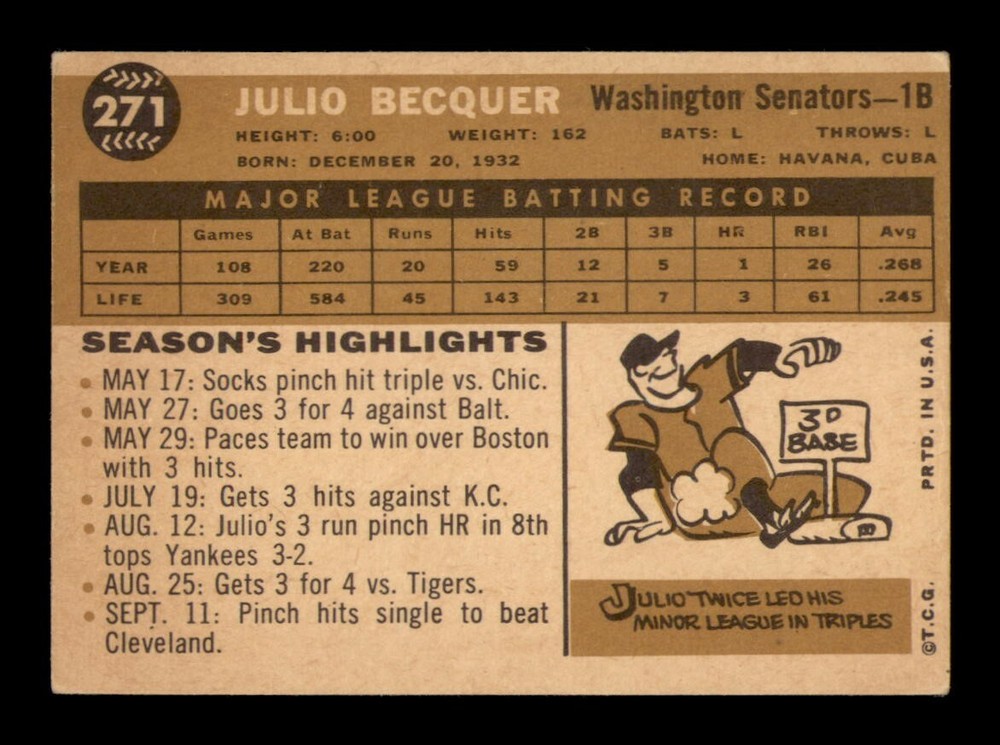 271
JULIO BECQUER Washington Senators—1B
HEIGHT: 6:00 WEIGHT: 162 BATS: L THROWS: L
BORN: DECEMBER 20, 1932 HOME: HAVANA, CUBA
MAJOR LEAGUE BATTING RECORD
Games At Bat Runs Hits 2B 3B HR RBI Avg
YEAR 108 220 20 59 12 5 1 26 .268
LIFE 309 584 45 143 21 7 3 61 .245
SEASON'S HIGHLIGHTS
• MAY 17: Socks pinch hit triple vs. Chic.
• MAY 27: Goes 3 for 4 against Balt.
• MAY 29: Paces team to win over Boston
with 3 hits.
• JULY 19: Gets 3 hits against K.C.
• AUG. 12: Julio's 3 run pinch HR in 8th
tops Yankees 3-2.
• AUG. 25: Gets 3 for 4 vs. Tigers.
• SEPT. 11: Pinch hits single to beat
Cleveland.
3D
BASE
JULIO TWICE LED HIS
MINOR LEAGUE IN TRIPLES
PRTD. IN U.S.A.
©T.C.G.